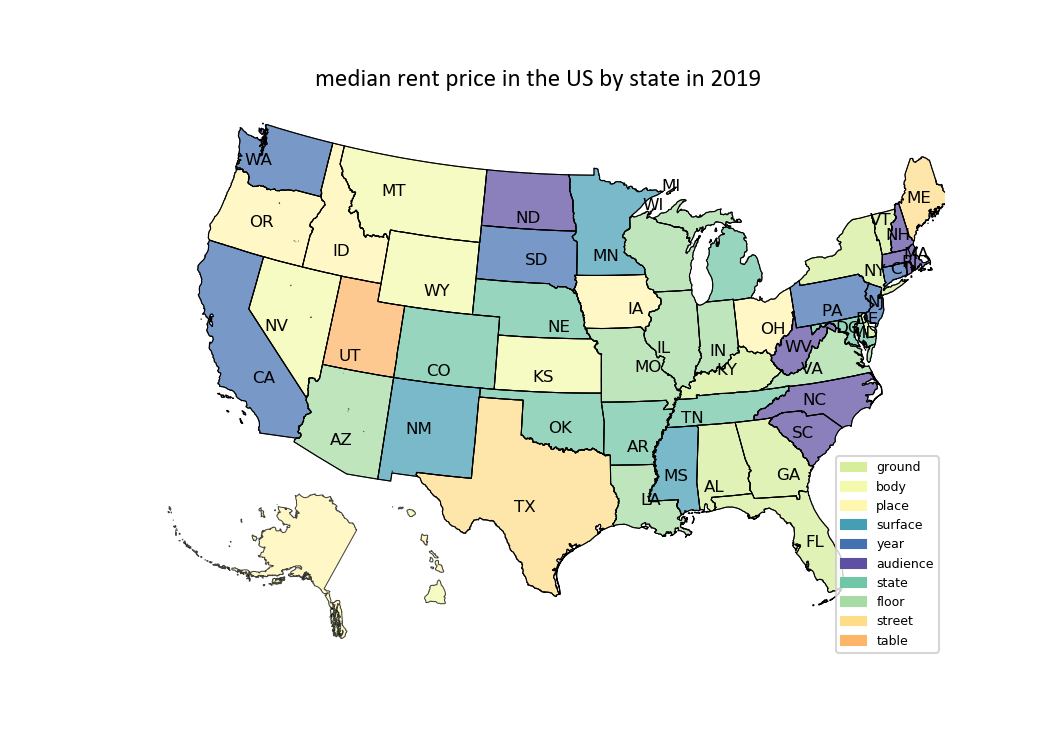 median rent price in the US by state in 2019
WA
MT
ND
MN
MI
WI
ME
VT
NH
MA
RI
OR
ID
SD
WY
NY
CT
NV
UT
CO
NE
IA
PA
NJ
DE
DC
MD
OH
WV
IL
IN
MO
KY
VA
CA
KS
AZ
NM
OK
AR
TN
NC
SC
TX
LA
MS
AL
GA
FL
ground
body
place
surface
year
audience
state
floor
street
table